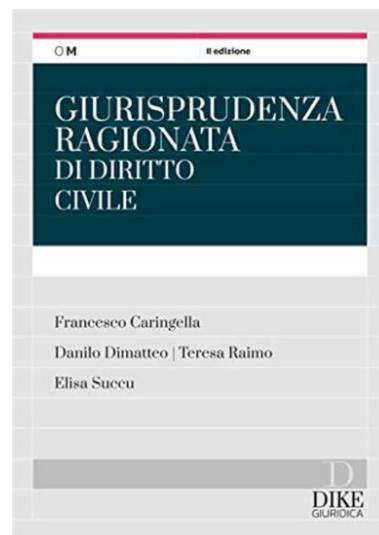 OM
II edizione
GIURISPRUDENZA
RAGIONATA
DI DIRITTO
CIVILE
Francesco Caringella
Danilo Dimatteo | Teresa Raimo
Elisa Succu
D
DIKE
GIURIDICA